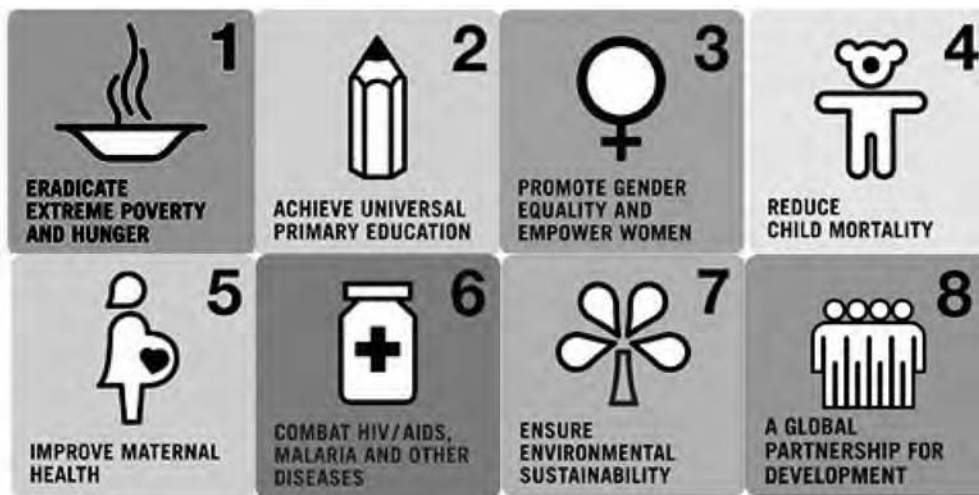 1
ERADICATE
EXTREME POVERTY
AND HUNGER
2
ACHIEVE UNIVERSAL
PRIMARY EDUCATION
3
PROMOTE GENDER
EQUALITY AND
EMPOWER WOMEN
4
REDUCE
CHILD MORTALITY
5
IMPROVE MATERNAL
HEALTH
6
COMBAT HIV/AIDS,
MALARIA AND OTHER
DISEASES
7
ENSURE
ENVIRONMENTAL
SUSTAINABILITY
8
A GLOBAL
PARTNERSHIP FOR
DEVELOPMENT